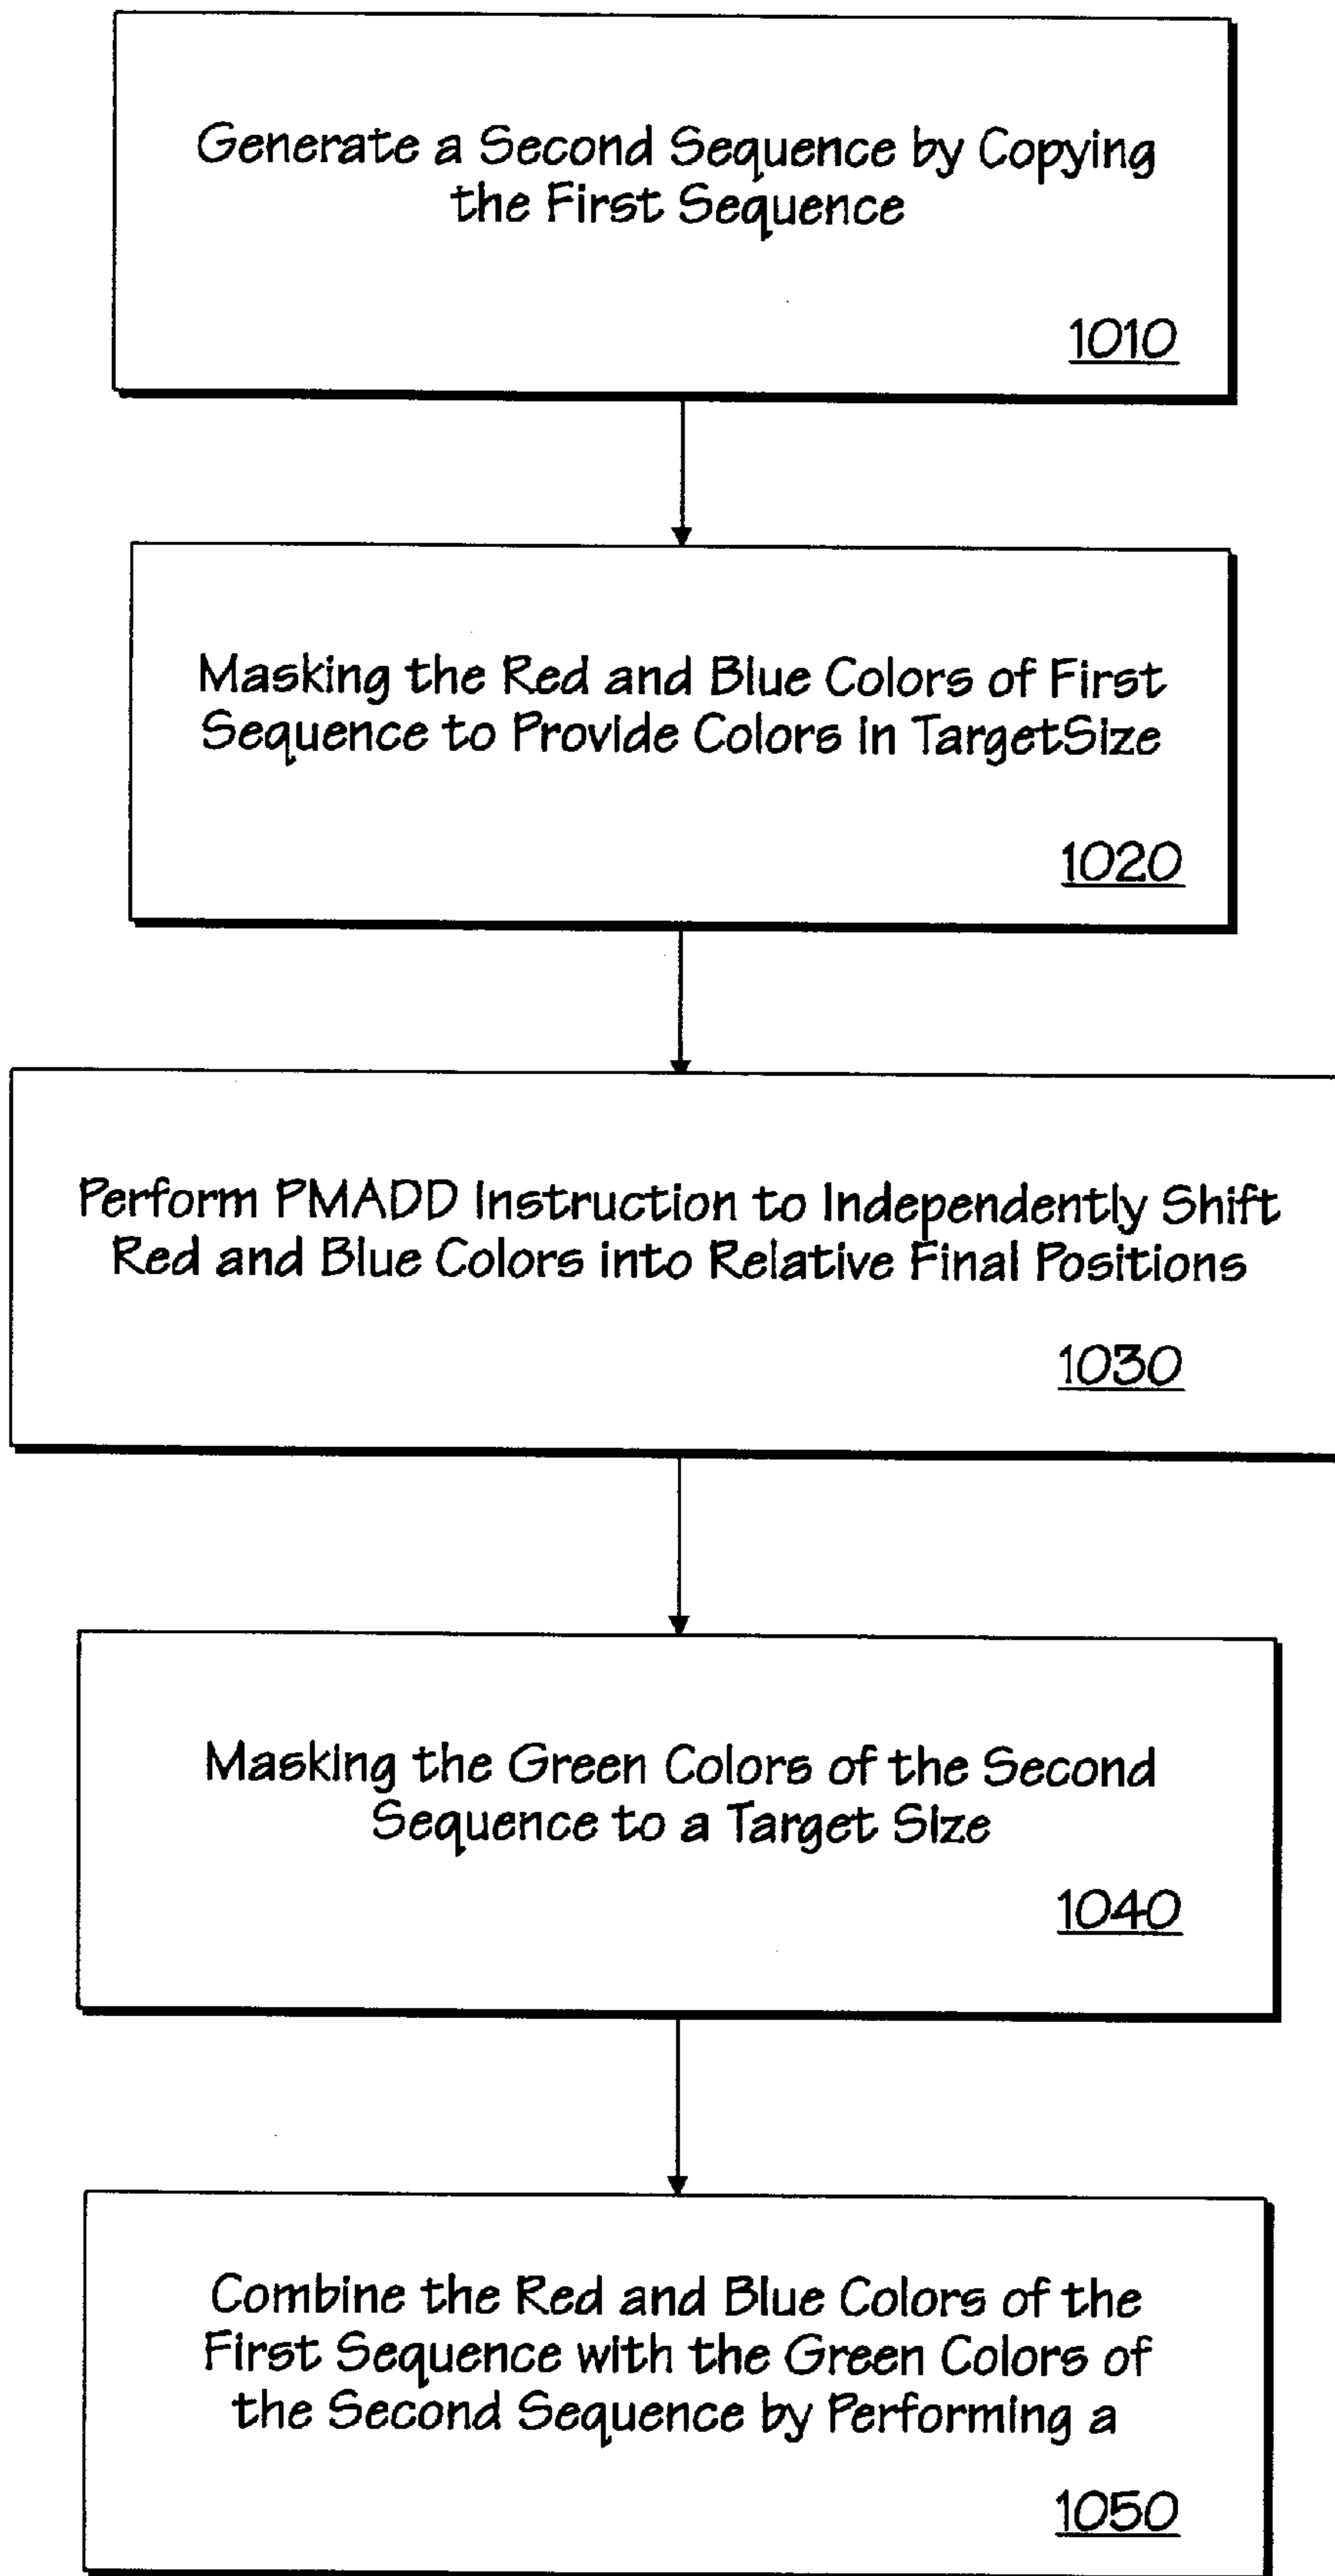 Generate a Second Sequence by Copying
the First Sequence
1010
Masking the Red and Blue Colors of First
Sequence to Provide Colors in TargetSize
1020
Perform PMADD Instruction to Independently Shift
Red and Blue Colors into Relative Final Positions
1030
Masking the Green Colors of the Second
Sequence to a Target Size
1040
Combine the Red and Blue Colors of the
First Sequence with the Green Colors of
the Second Sequence by Performing a
1050